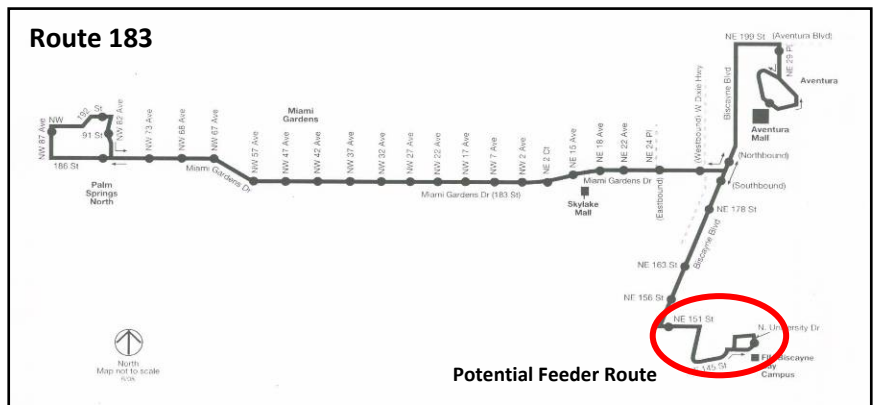 Route 183
NE 199 St (Aventura Blvd)
NE 29 Pl
Biscayne Blvd
Aventura
Aventura
Mall
(Westbound) W. Dixie Hwy
(Northbound)
(Southbound)
NW
192 St
91 St
NW 82 Ave
NW 87 Ave
186 St
Palm
Springs
North
NW 73 Ave
NW 68 Ave
NW 67 Ave
Miami Gardens Dr
Miami
Gardens
NW 57 Ave
NW 47 Ave
NW 42 Ave
NW 37 Ave
NW 32 Ave
NW 27 Ave
NW 22 Ave
NW 17 Ave
NW 7 Ave
NW 2 Ave
NE 2 Ct
NE 15 Ave
NE 18 Ave
NE 22 Ave
NE 24 Pl
(Eastbound)
Miami Gardens Dr (183 St)
Miami Gardens Dr
Skylake
Mall
NE 178 St
Biscayne Blvd
NE 163 St
NE 156 St
NE 151 St
N. University Dr
145 St
Biscayne
Campus
Potential Feeder Route
North
Map not to scale